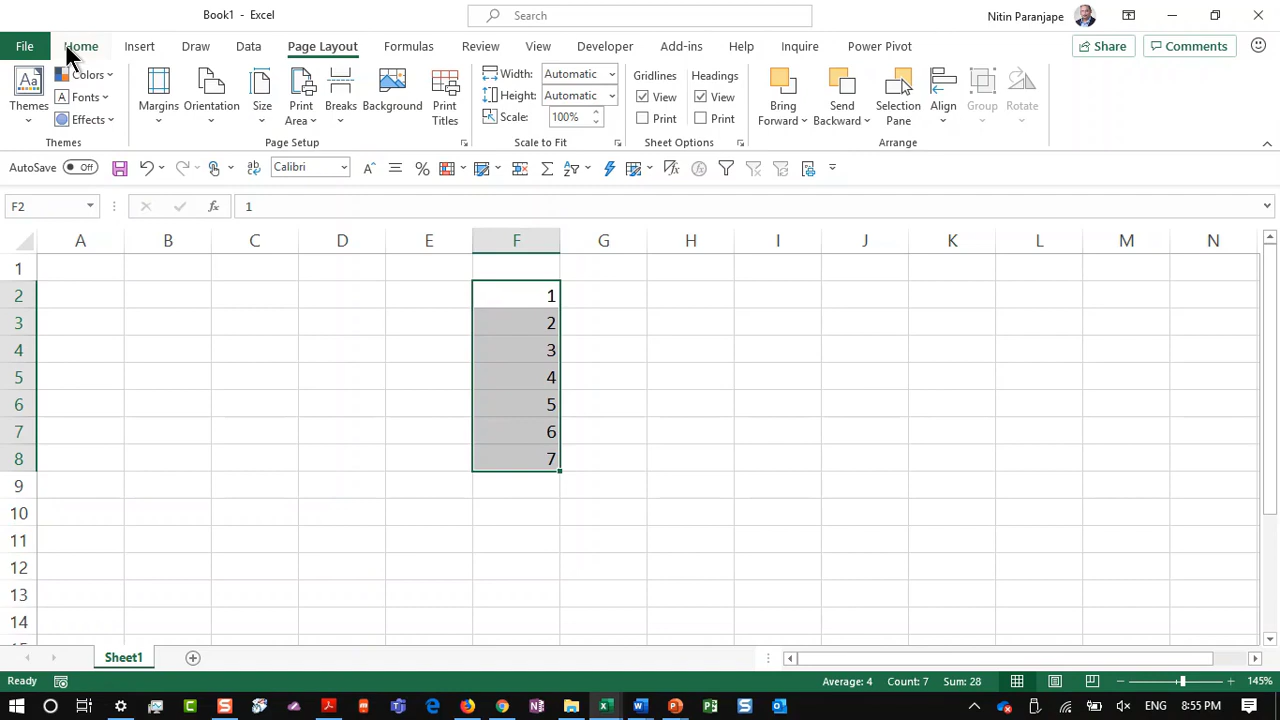 Book1 - Excel
Search
Nitin Paranjape
File Home Insert Draw Data Page Layout Formulas Review View Developer Add-ins Help Inquire Power Pivot Share Comments
Themes Colors Fonts Effects
Margins Orientation Size Print Area Breaks Background Print Titles
Width: Automatic
Height: Automatic
Scale: 100%
Gridlines Headings
View View
Print Print
Bring Forward Send Backward Selection Pane Align Group Rotate
Themes Page Setup Scale to Fit Sheet Options Arrange
AutoSave Off Calibri
F2 1
A B C D E F G H I J K L M N
1
2 1
3 2
4 3
5 4
6 5
7 6
8 7
9
10
11
12
13
14
Sheet1
Ready Average: 4 Count: 7 Sum: 28 145%
ENG 8:55 PM